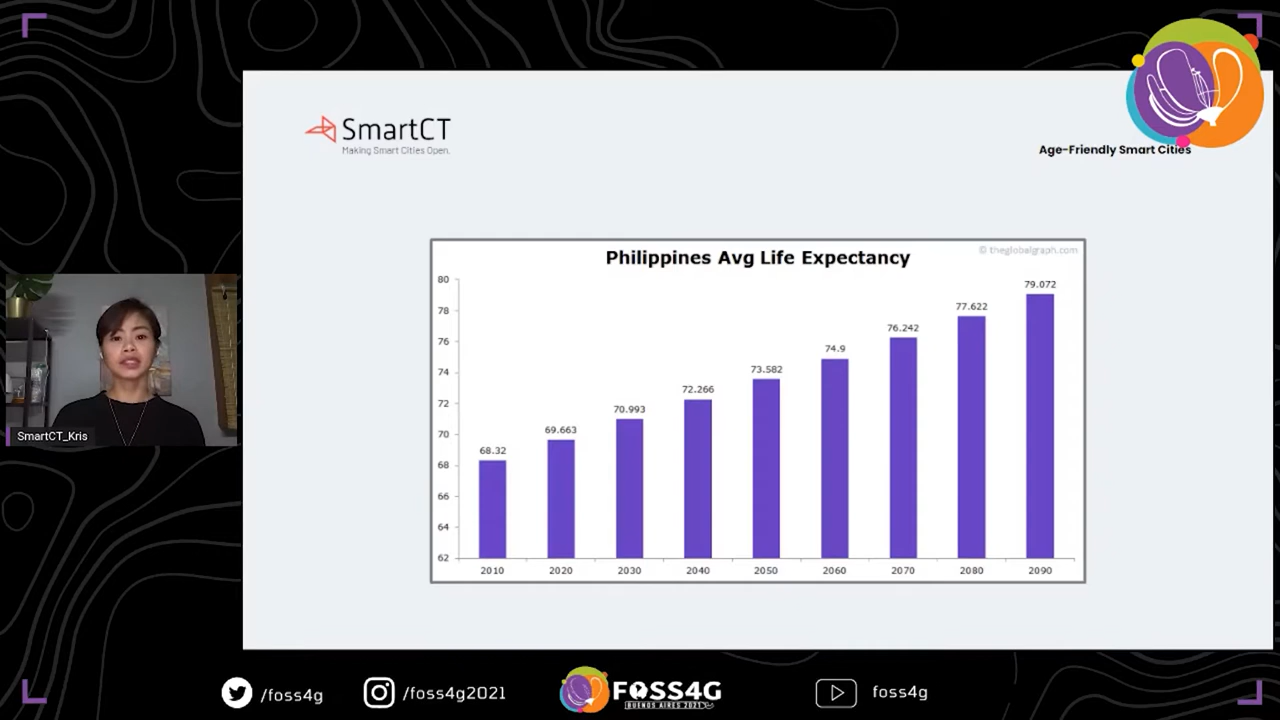 SmartCT
Making Smart Cities Open.
Age-Friendly Smart Cities
Philippines Avg Life Expectancy
© theglobalgraph.com
80
78
76
74
72
70
68
66
64
62
68.32
69.663
70.993
72.266
73.582
74.9
76.242
77.622
79.072
2010 2020 2030 2040 2050 2060 2070 2080 2090
SmartCT_Kris
/foss4g
/foss4g2021
FOSS4G
BUENOS AIRES 2021
foss4g